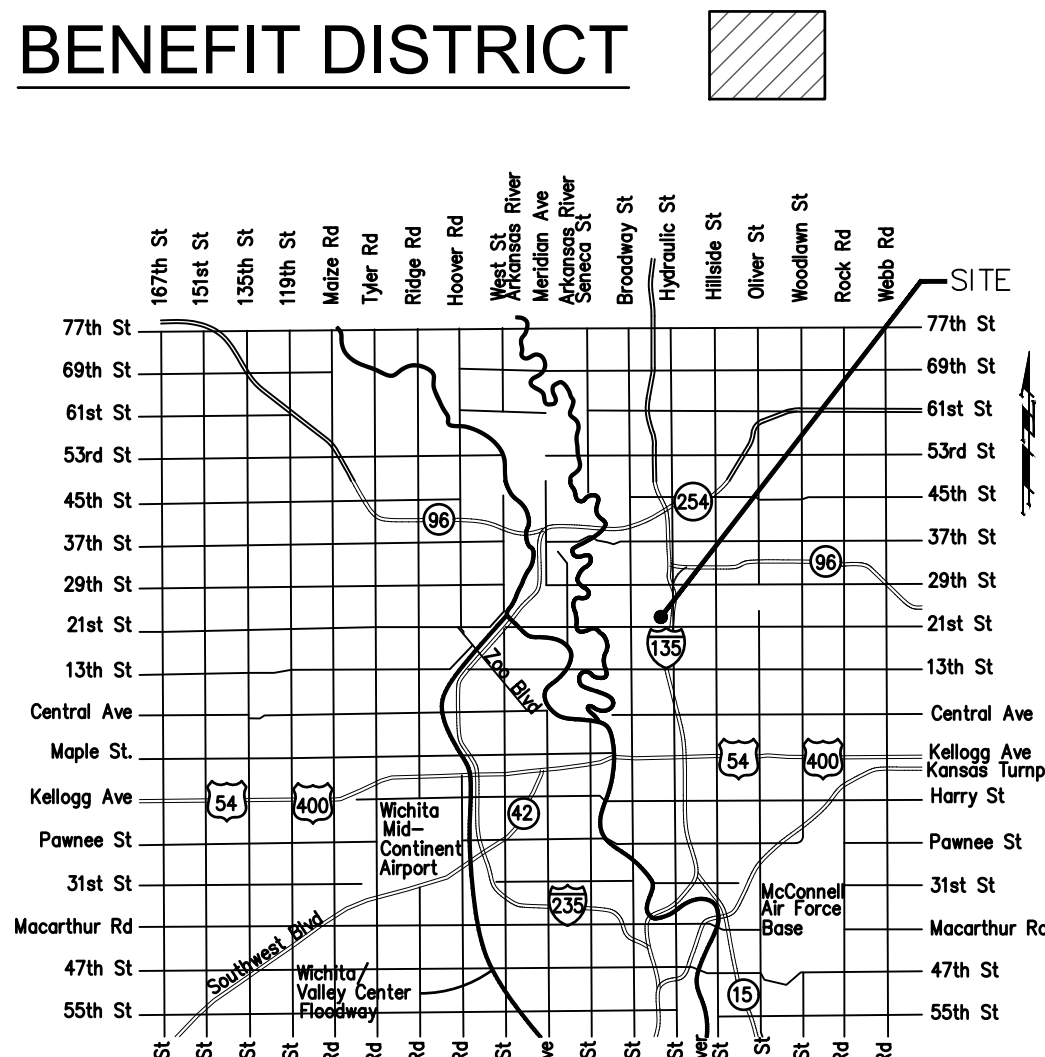 BENEFIT DISTRICT
167th St
151st St
135th St
119th St
Maize Rd
Tyler Rd
Ridge Rd
Hoover Rd
West St
Arkansas River
Meridian Ave
Arkansas River
Seneca St
Broadway St
Hydraulic St
Hillside St
Oliver St
Woodlawn St
Rock Rd
Webb Rd
SITE
77th St
77th St
69th St
69th St
61st St
61st St
53rd St
53rd St
45th St
254
45th St
96
37th St
37th St
96
29th St
29th St
21st St
21st St
135
13th St
13th St
Zoo Blvd
Central Ave
Central Ave
Maple St.
54
400
Kellogg Ave
Kansas Turnp
Kellogg Ave
54
400
Harry St
Wichita
Mid-
Continent
Airport
42
Pawnee St
Pawnee St
31st St
31st St
235
McConnell
Air Force
Base
Macarthur Rd
Macarthur Rd
Southwest Blvd
47th St
47th St
Wichita/
Valley Center
Floodway
15
55th St
55th St